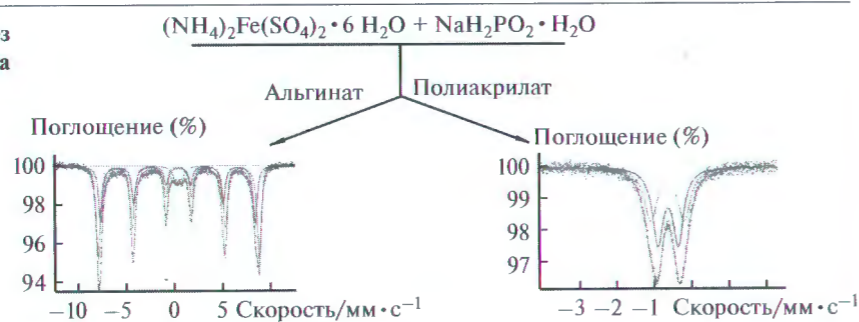 з
а
(NH₄)₂Fe(SO₄)₂ • 6 H₂O + NaH₂PO₂ • H₂O
Альгинат
Полиакрилат
Поглощение (%)
100
98
96
94
−10 −5 0 5 Скорость/мм • с⁻¹
Поглощение (%)
100
99
98
97
−3 −2 −1 Скорость/мм • с⁻¹